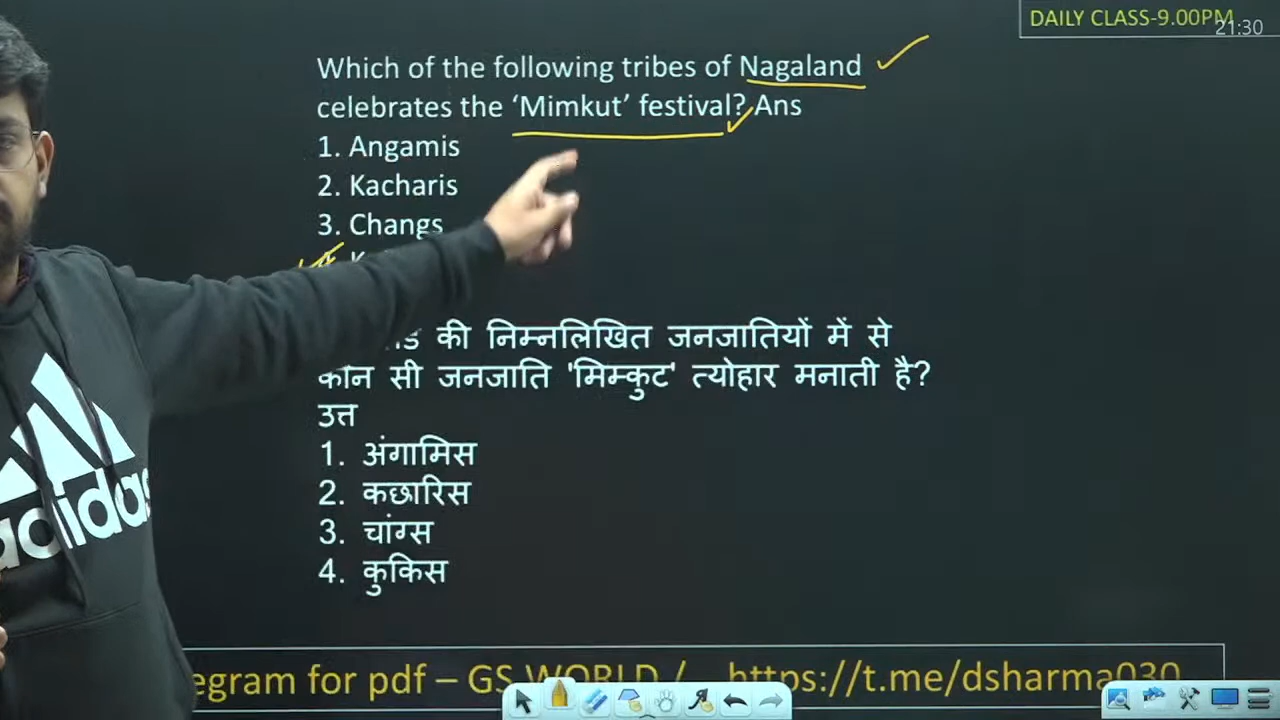 DAILY CLASS-9.00PM
21:30
Which of the following tribes of Nagaland
celebrates the ‘Mimkut’ festival? Ans
1. Angamis
2. Kacharis
3. Changs
की निम्नलिखित जनजातियों में से
कौन सी जनजाति 'मिम्कुट' त्योहार मनाती है?
उत्त
1. अंगामिस
2. कछारिस
3. चांग्स
4. कुकिस
adidas
egram for pdf – GS WORLD / https://t.me/dsharma030